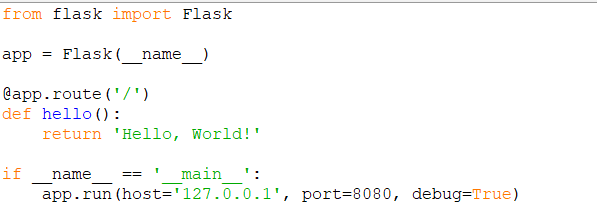 from flask import Flask
app = Flask(__name__)
@app.route('/')
def hello():
    return 'Hello, World!'
if __name__ == '__main__':
    app.run(host='127.0.0.1', port=8080, debug=True)